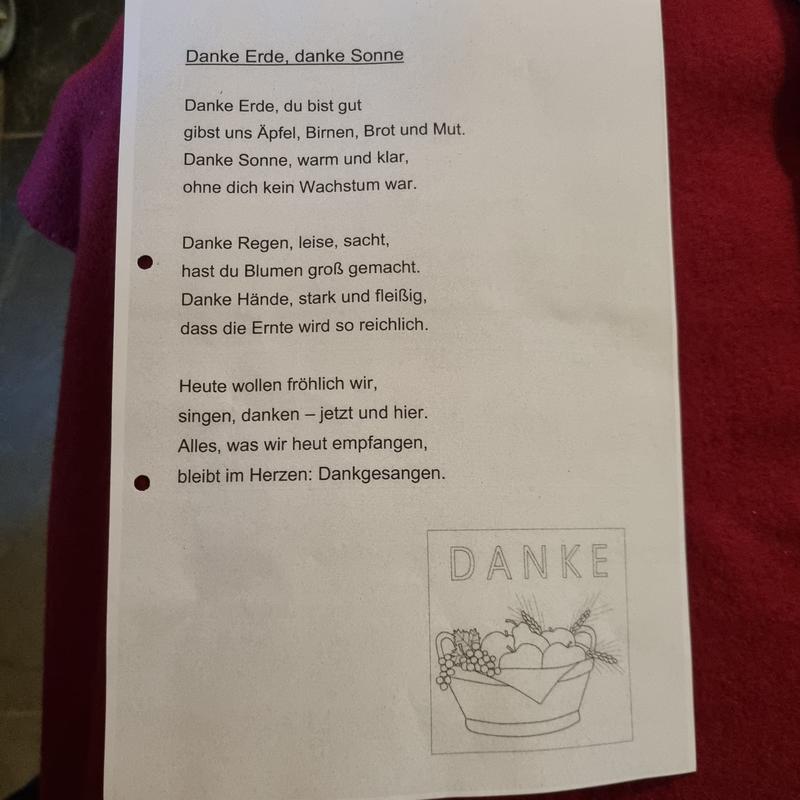 Danke Erde, danke Sonne
Danke Erde, du bist gut
gibst uns Äpfel, Birnen, Brot und Mut.
Danke Sonne, warm und klar,
ohne dich kein Wachstum war.
Danke Regen, leise, sacht,
hast du Blumen groß gemacht.
Danke Hände, stark und fleißig,
dass die Ernte wird so reichlich.
Heute wollen fröhlich wir,
singen, danken – jetzt und hier.
Alles, was wir heut empfangen,
bleibt im Herzen: Dankgesangen.
DANKE